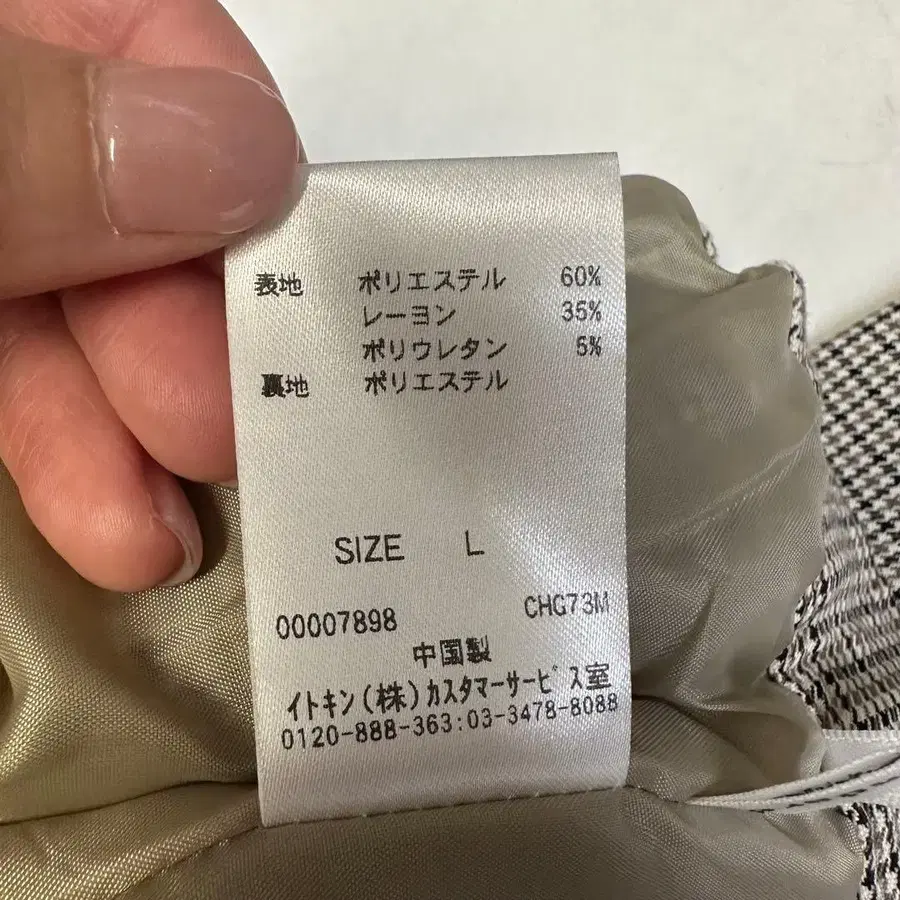 表地 ポリエステル 60%
レーヨン 35%
ポリウレタン 5%
裏地 ポリエステル
SIZE L
00007898 CHG73M
中国製
イトキン(株)カスタマーサービス室
0120-888-363:03-3478-8088